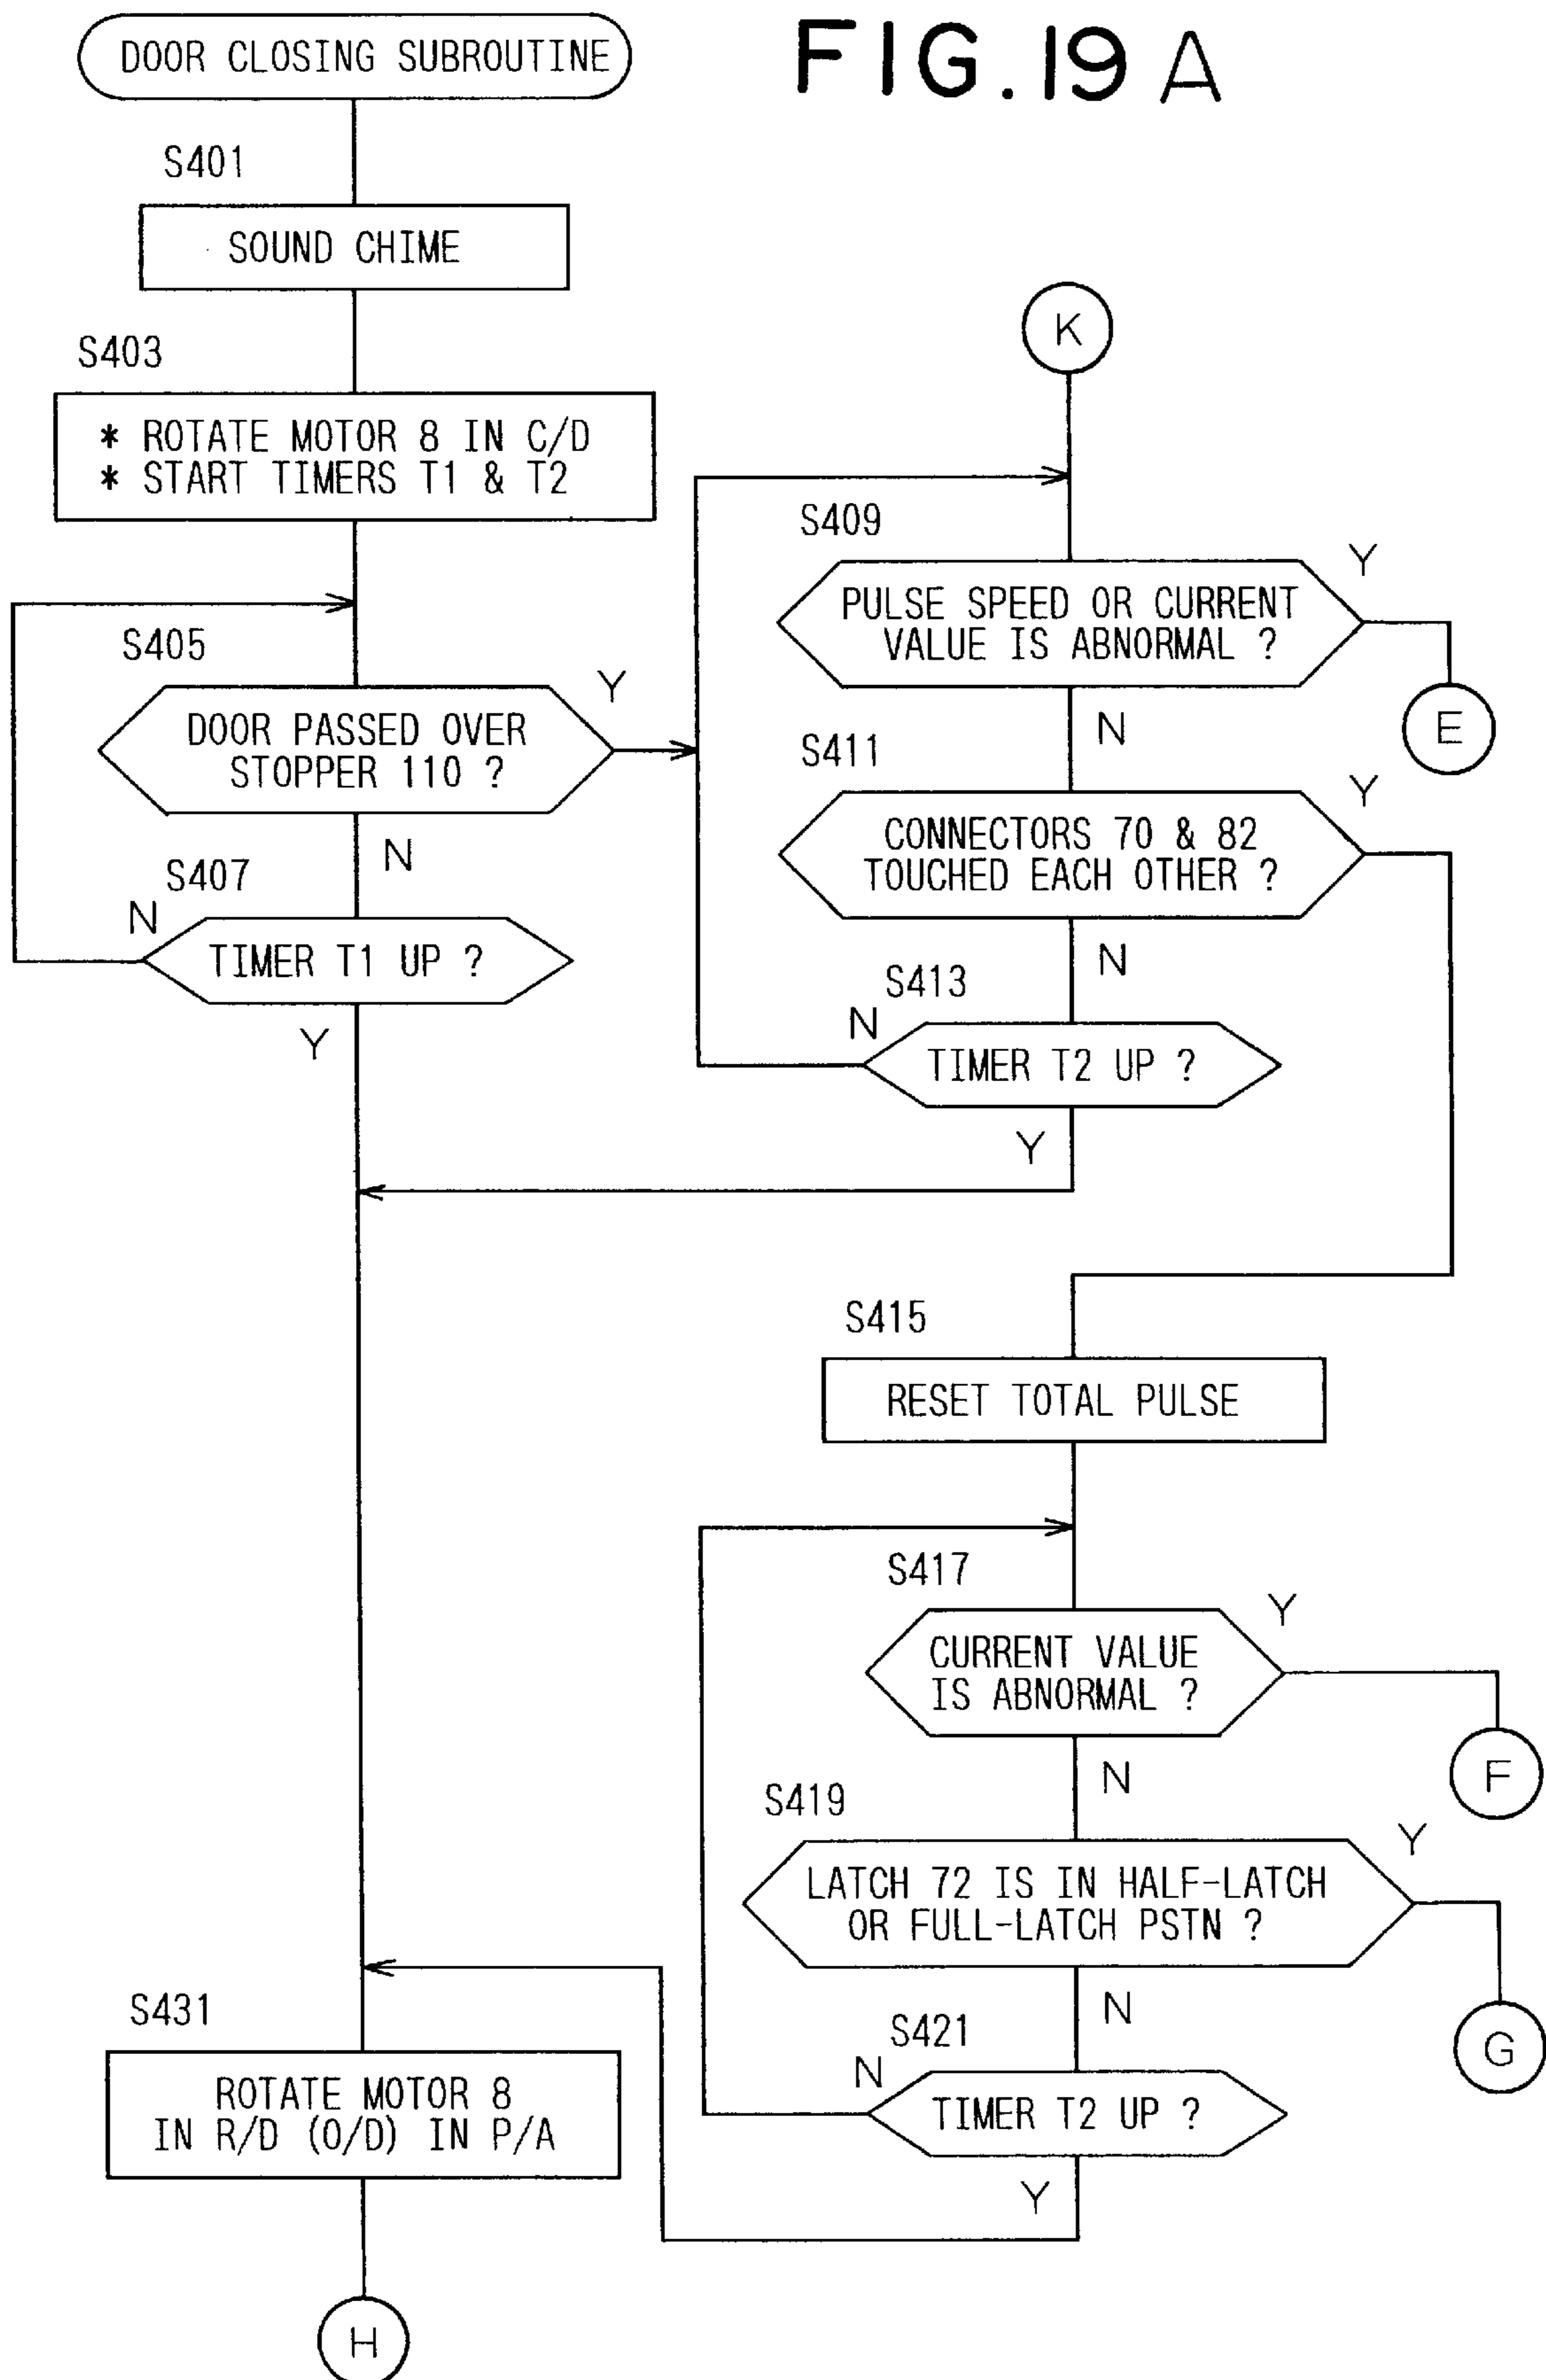 FIG.19A
DOOR CLOSING SUBROUTINE
S401
SOUND CHIME
S403
* ROTATE MOTOR 8 IN C/D
* START TIMERS T1 & T2
S405
DOOR PASSED OVER
STOPPER 110 ?
Y
N
S407
N
TIMER T1 UP ?
Y
K
S409
PULSE SPEED OR CURRENT
VALUE IS ABNORMAL ?
Y
E
N
S411
CONNECTORS 70 & 82
TOUCHED EACH OTHER ?
Y
N
S413
N
TIMER T2 UP ?
Y
S415
RESET TOTAL PULSE
S417
CURRENT VALUE
IS ABNORMAL ?
Y
F
N
S419
LATCH 72 IS IN HALF-LATCH
OR FULL-LATCH PSTN ?
Y
G
N
S421
N
TIMER T2 UP ?
Y
S431
ROTATE MOTOR 8
IN R/D (O/D) IN P/A
H